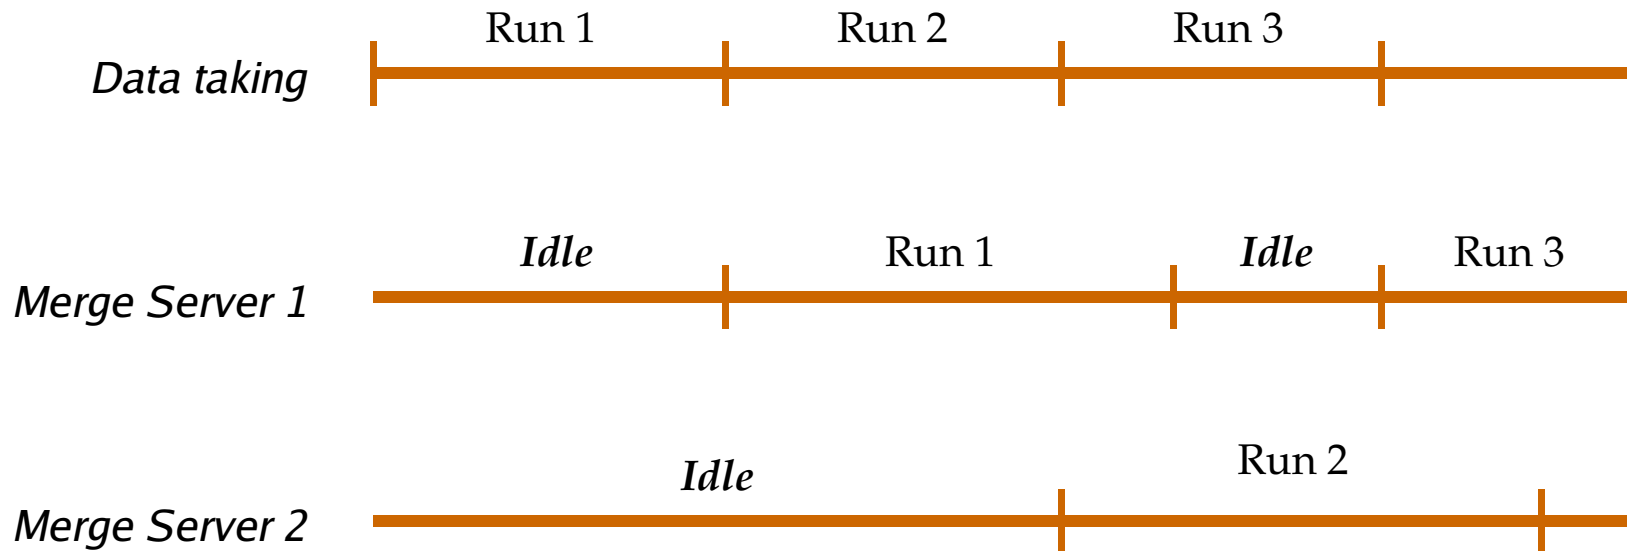 Run 1 Run 2 Run 3
Data taking
Idle Run 1 Idle Run 3
Merge Server 1
Run 2
Idle
Merge Server 2